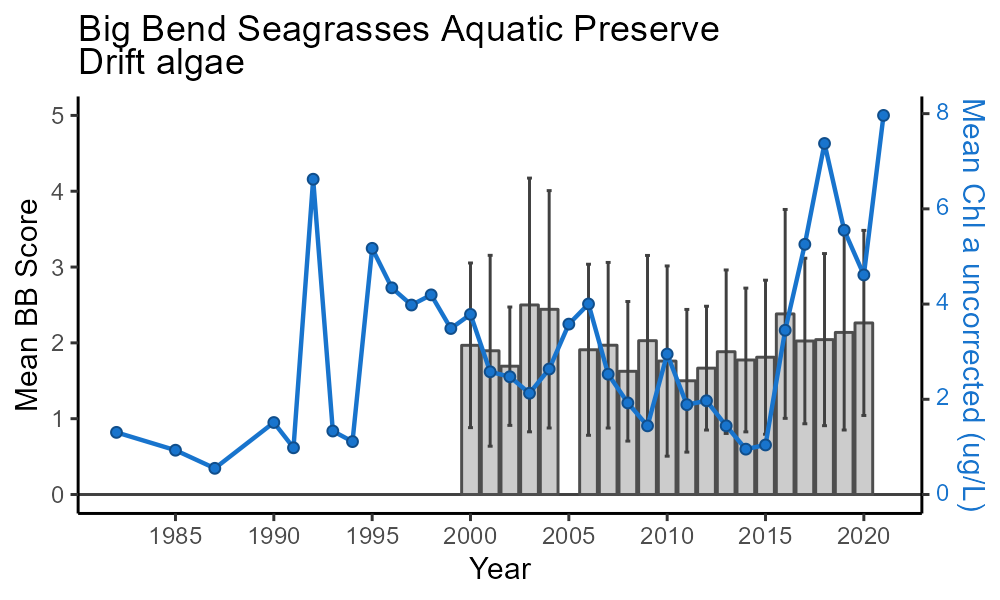 Big Bend Seagrasses Aquatic Preserve
Drift algae
Mean BB Score
5
4
3
2
1
0
Mean Chl a uncorrected (ug/L)
8
6
4
2
0
1985 1990 1995 2000 2005 2010 2015 2020
Year